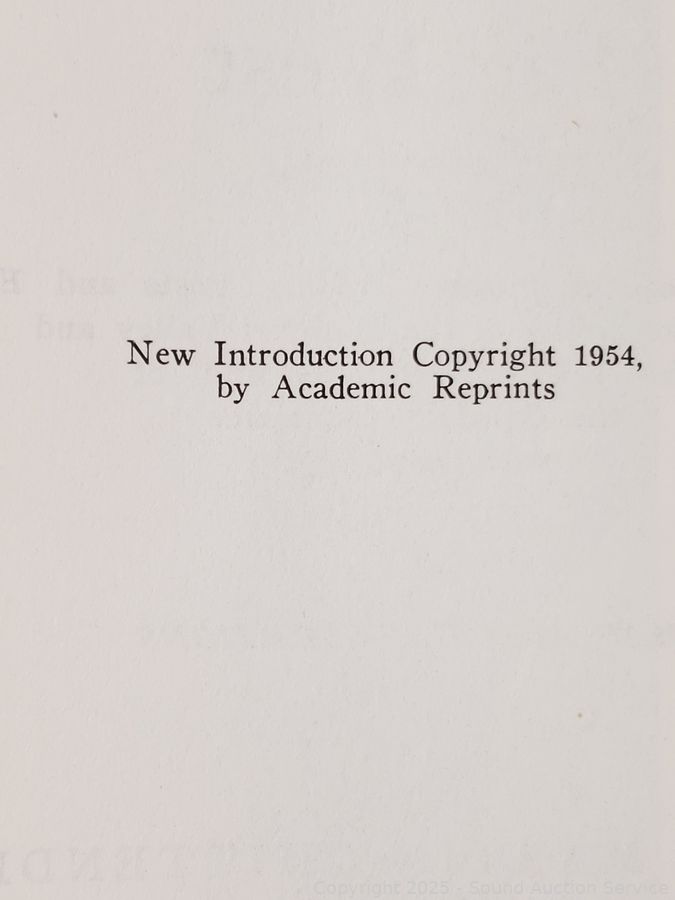 New Introduction Copyright 1954,
by Academic Reprints
Copyright 2025 - Sound Auction Service